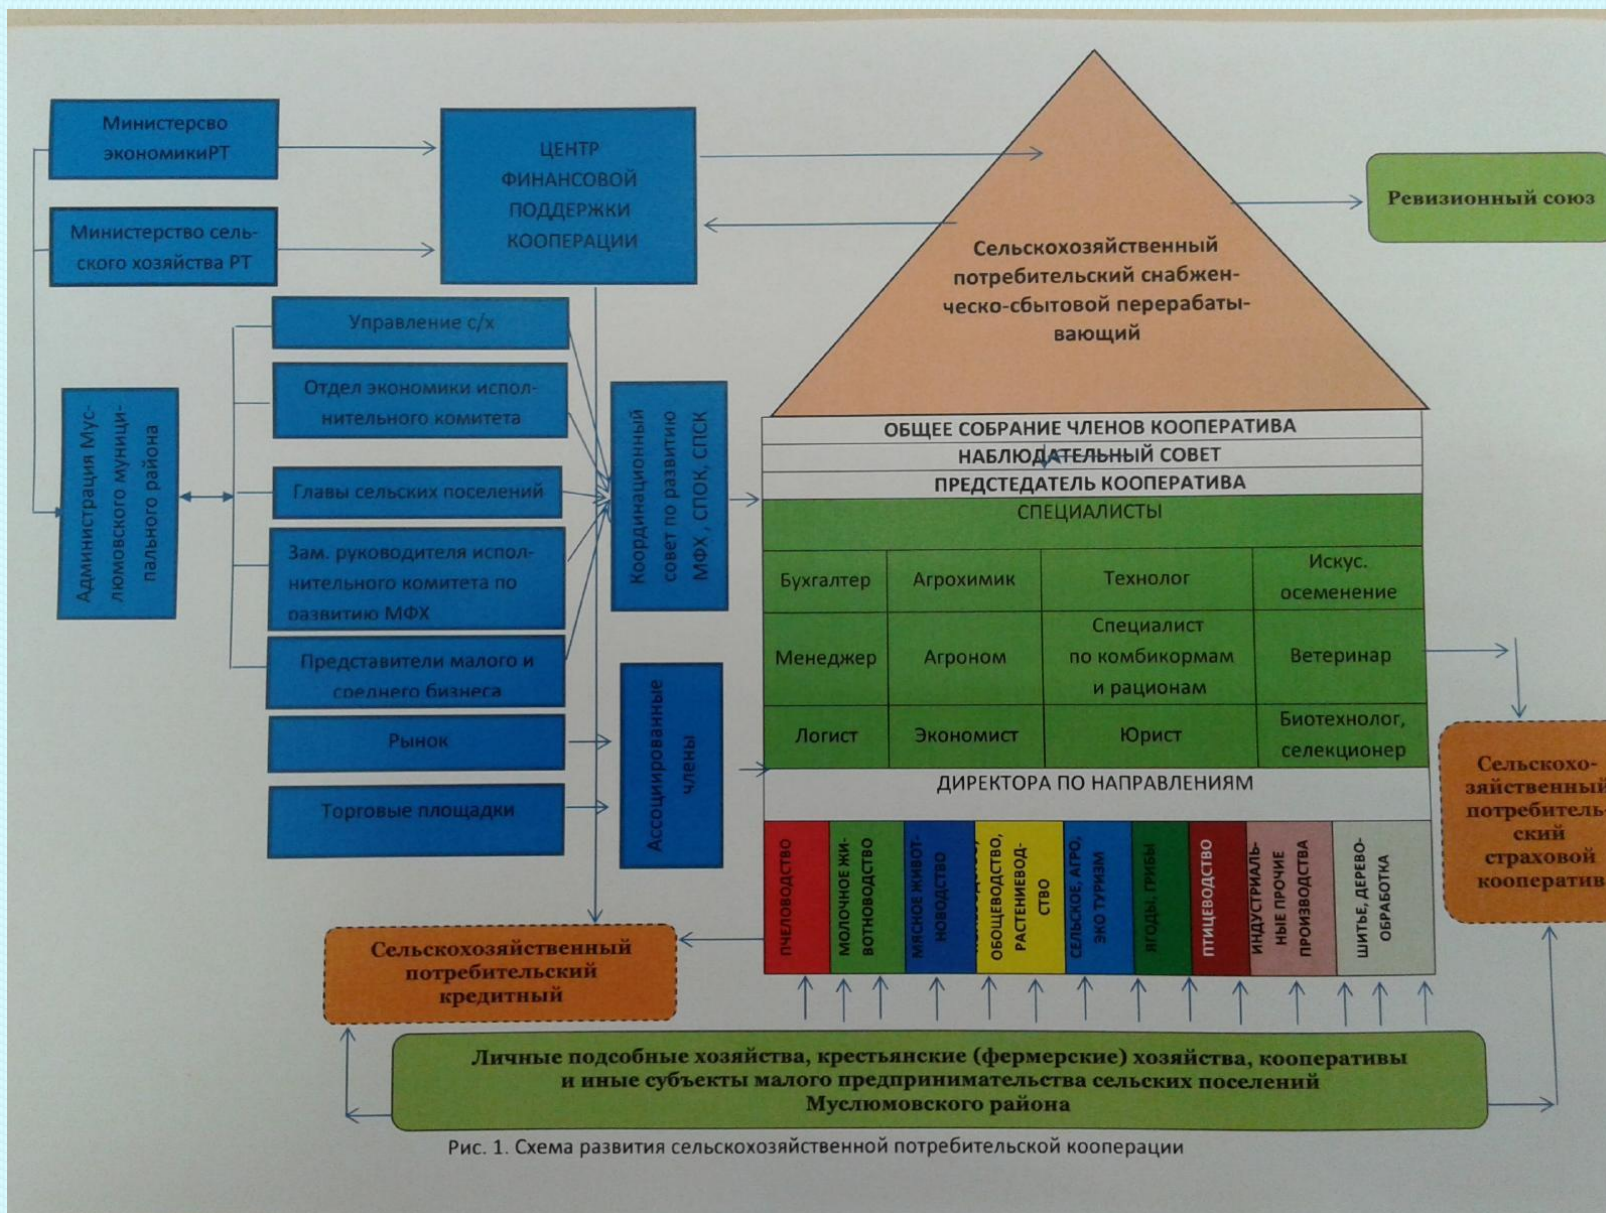 Министерсво
экономикиРТ
Министерство сель-
ского хозяйства РТ
ЦЕНТР
ФИНАНСОВОЙ
ПОДДЕРЖКИ
КООПЕРАЦИИ
Ревизионный союз
Сельскохозяйственный
потребительский снабжен-
ческо-сбытовой перерабаты-
вающий
Управление с/х
Отдел экономики испол-
нительного комитета
Главы сельских поселений
Зам. руководителя испол-
нительного комитета по
развитию МФХ
Представители малого и
среднего бизнеса
Рынок
Торговые площадки
Администрация Мус-
люмовского муници-
пального района
Координационный
совет по развитию
МФХ , СПОК, СПСК
Ассоциированные
члены
ОБЩЕЕ СОБРАНИЕ ЧЛЕНОВ КООПЕРАТИВА
НАБЛЮДАТЕЛЬНЫЙ СОВЕТ
ПРЕДСТЕДАТЕЛЬ КООПЕРАТИВА
СПЕЦИАЛИСТЫ
Бухгалтер
Агрохимик
Технолог
Искус.
осеменение
Менеджер
Агроном
Специалист
по комбикормам
и рационам
Ветеринар
Логист
Экономист
Юрист
Биотехнолог,
селекционер
ДИРЕКТОРА ПО НАПРАВЛЕНИЯМ
ПЧЕЛОВОДСТВО
МОЛОЧНОЕ ЖИ-
ВОТНОВОДСТВО
МЯСНОЕ ЖИВОТ-
НОВОДСТВО
ОБОЩЕВОДСТВО,
РАСТЕНИЕВОД-
СТВО
СЕЛЬСКОЕ, АГРО,
ЭКО ТУРИЗМ
ЯГОДЫ, ГРИБЫ
ПТИЦЕВОДСТВО
ИНДУСТРИАЛЬ-
НЫЕ ПРОЧИЕ
ПРОИЗВОДСТВА
ШИТЬЕ, ДЕРЕВО-
ОБРАБОТКА
Сельскохо-
зяйственный
потребитель-
ский
страховой
кооператив
Сельскохозяйственный
потребительский
кредитный
Личные подсобные хозяйства, крестьянские (фермерские) хозяйства, кооперативы
и иные субъекты малого предпринимательства сельских поселений
Муслюмовского района
Рис. 1. Схема развития сельскохозяйственной потребительской кооперации